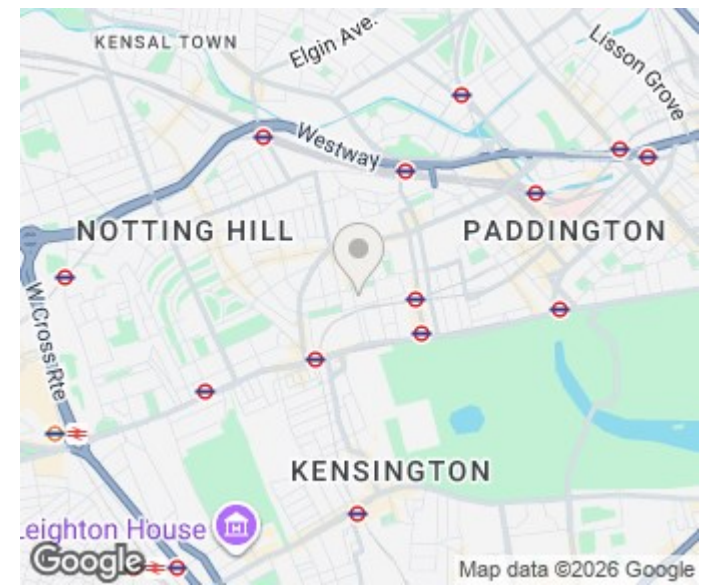 KENSAL TOWN
Elgin Ave.
Lisson Grove
Westway
NOTTING HILL
PADDINGTON
W Cross Rte
KENSINGTON
Leighton House
Google
Map data ©2026 Google